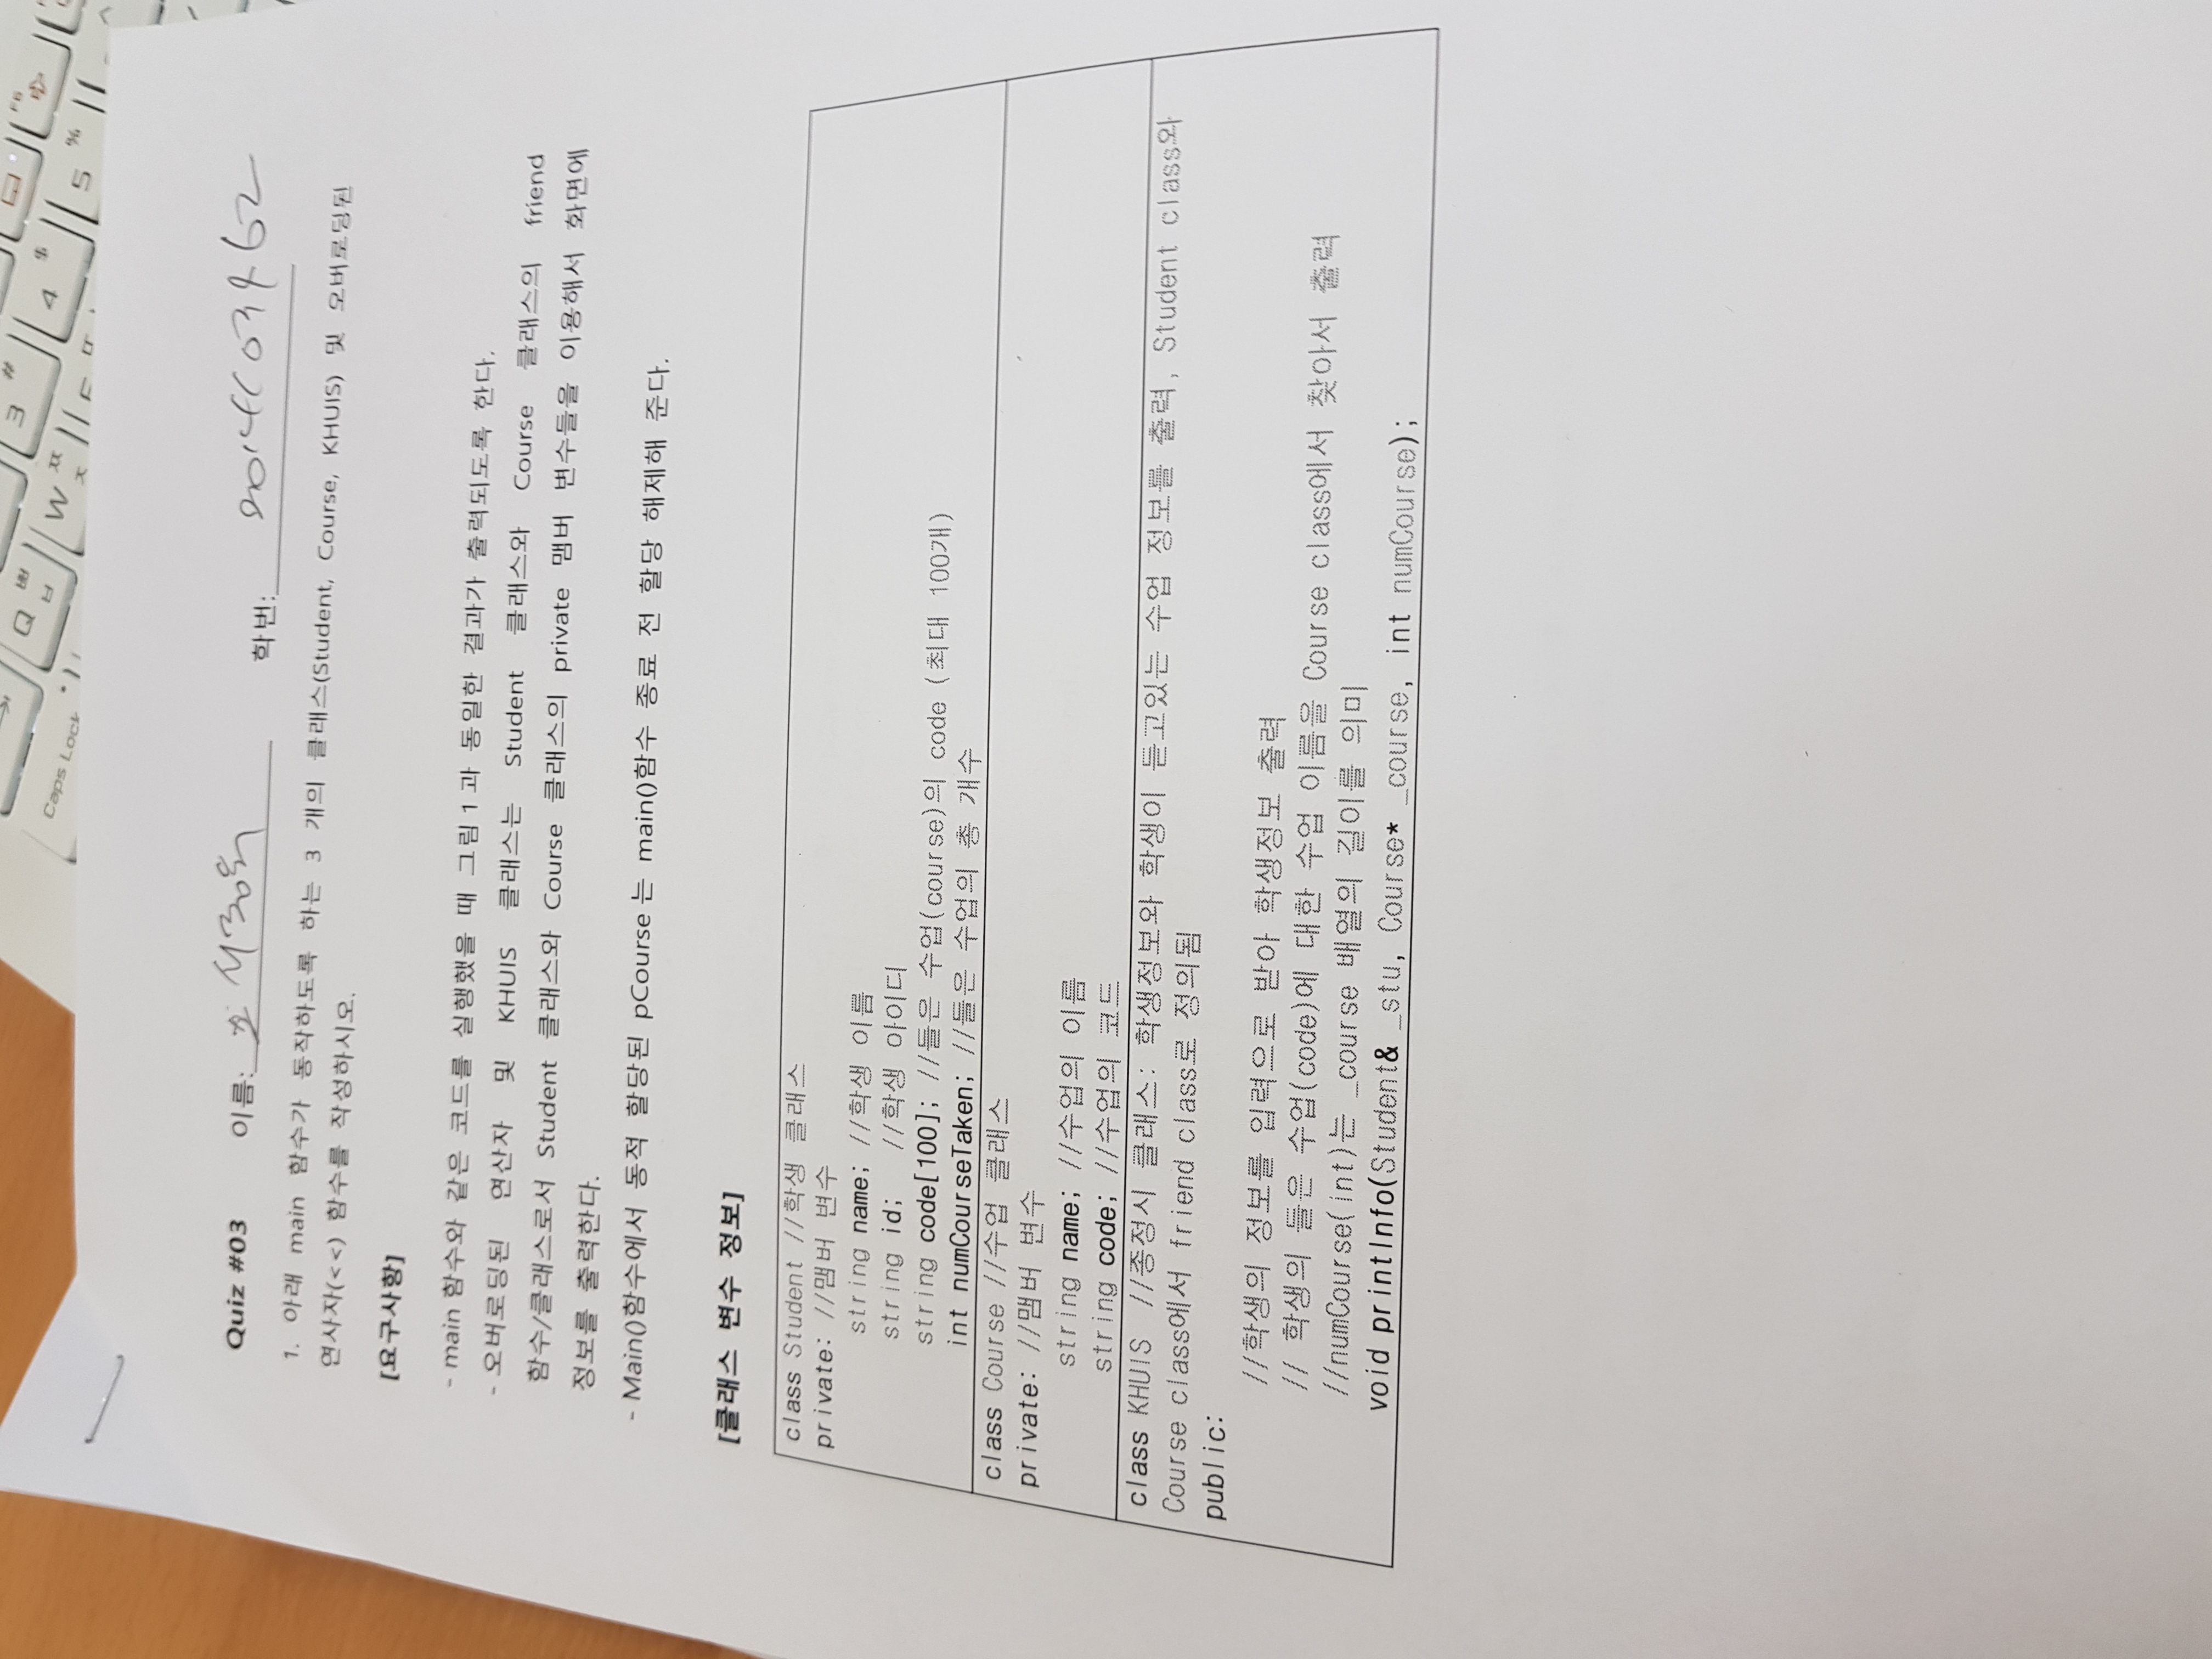 Q ㅃ ㅂ
W ㅉ ㅈ
3 #
4 $
5 %
F6
Caps Lock
Quiz #03 이름: 학번:
1. 아래 main 함수가 동작하도록 하는 3 개의 클래스(Student, Course, KHUIS) 및 오버로딩된
연사자(<<) 함수를 작성하시오.
[요구사항]
- main 함수와 같은 코드를 실행했을 때 그림 1 과 동일한 결과가 출력되도록 한다.
- 오버로딩된 연산자 및 KHUIS 클래스는 Student 클래스와 Course 클래스의 friend
함수/클래스로서 Student 클래스와 Course 클래스의 private 맴버 변수들을 이용해서 화면에
정보를 출력한다.
- Main()함수에서 동적 할당된 pCourse 는 main()함수 종료 전 할당 해제해 준다.
[클래스 변수 정보]
class Student //학생 클래스
private: //맴버 변수
string name; //학생 이름
string id; //학생 아이디
string code[100]; //들은 수업(course)의 code (최대 100개)
int numCourseTaken; //들은 수업의 총 개수
class Course //수업 클래스
private: //맴버 변수
string name; //수업의 이름
string code; //수업의 코드
class KHUIS //종정시 클래스: 학생정보와 학생이 듣고있는 수업 정보를 출력, Student class와
Course class에서 friend class로 정의됨
public:
//학생의 정보를 입력으로 받아 학생정보 출력
// 학생의 들은 수업(code)에 대한 수업 이름을 Course class에서 찾아서 출력
//numCourse(int)는 _course 배열의 길이를 의미
void printInfo(Student& _stu, Course* _course, int numCourse);